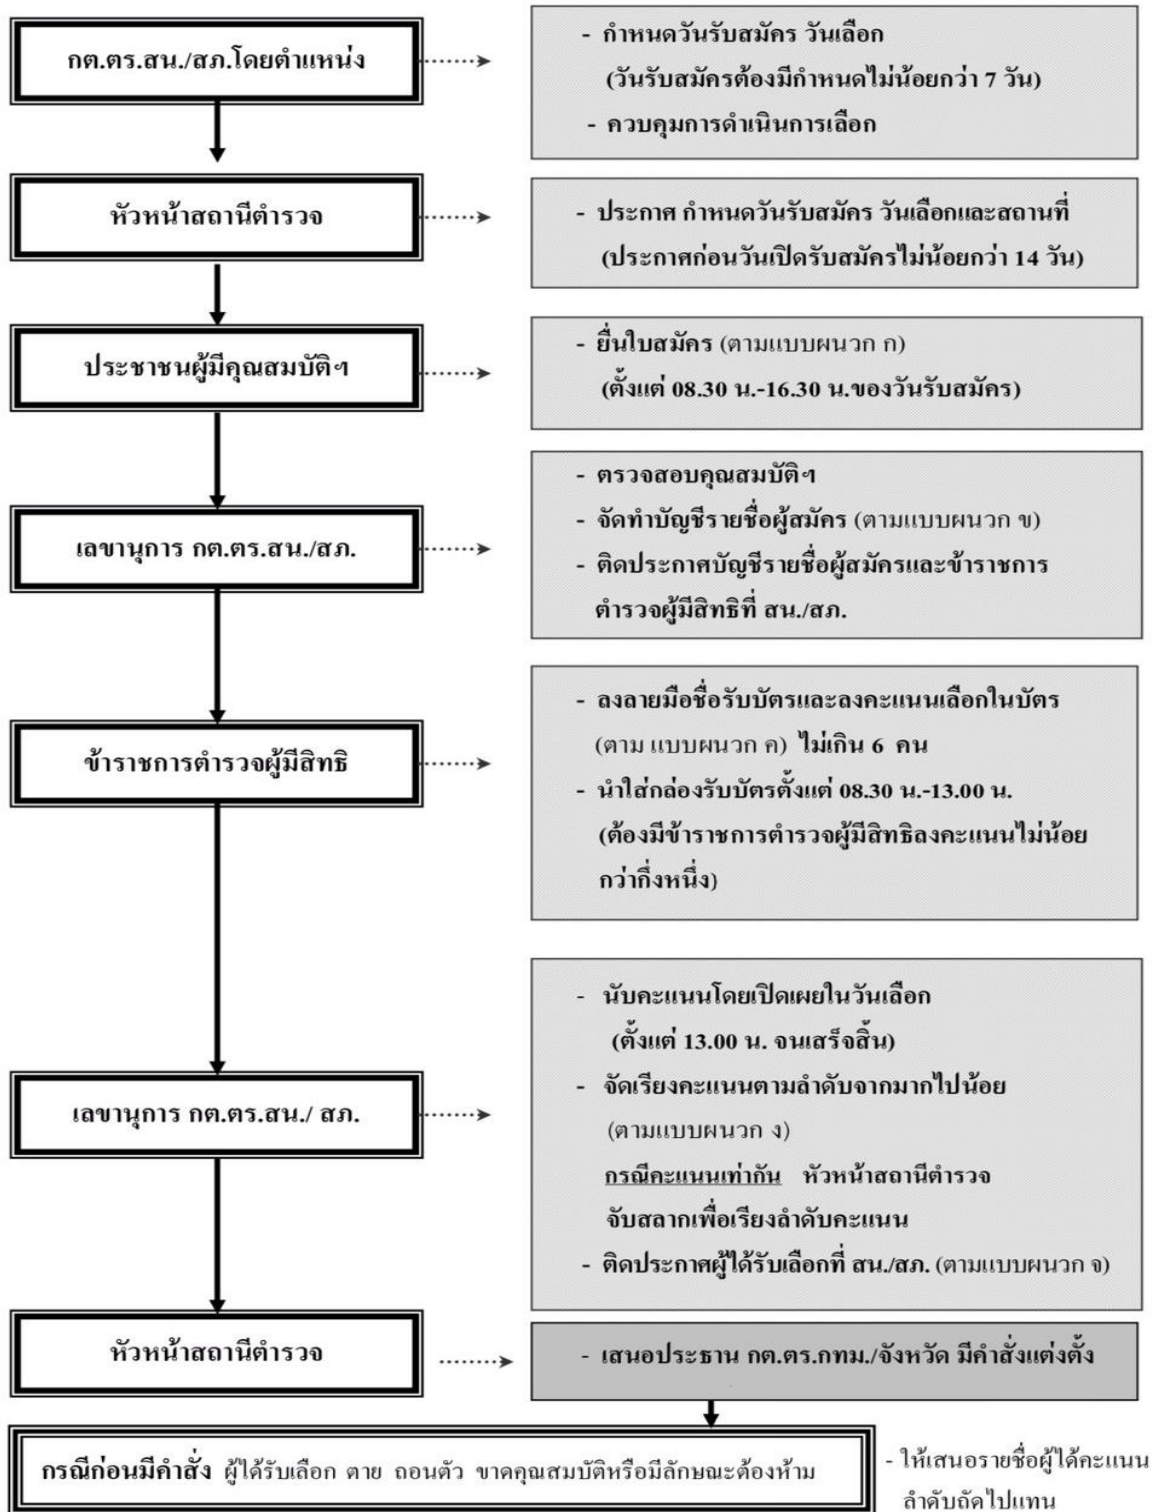 กต.ตร.สน./สภ.โดยตำแหน่ง
- กำหนดวันรับสมัคร วันเลือก
(วันรับสมัครต้องมีกำหนดไม่น้อยกว่า 7 วัน)
- ควบคุมการดำเนินการเลือก
หัวหน้าสถานีตำรวจ
- ประกาศ กำหนดวันรับสมัคร วันเลือกและสถานที่
(ประกาศก่อนวันเปิดรับสมัครไม่น้อยกว่า 14 วัน)
ประชาชนผู้มีคุณสมบัติฯ
- ยื่นใบสมัคร (ตามแบบผนวก ก)
(ตั้งแต่ 08.30 น.-16.30 น.ของวันรับสมัคร)
เลขานุการ กต.ตร.สน./สภ.
- ตรวจสอบคุณสมบัติฯ
- จัดทำบัญชีรายชื่อผู้สมัคร (ตามแบบผนวก ข)
- ติดประกาศบัญชีรายชื่อผู้สมัครและข้าราชการ
ตำรวจผู้มีสิทธิที่ สน./สภ.
ข้าราชการตำรวจผู้มีสิทธิ
- ลงลายมือชื่อรับบัตรและลงคะแนนเลือกในบัตร
(ตาม แบบผนวก ค) ไม่เกิน 6 คน
- นำใส่กล่องรับบัตรตั้งแต่ 08.30 น.-13.00 น.
(ต้องมีข้าราชการตำรวจผู้มีสิทธิลงคะแนนไม่น้อย
กว่ากึ่งหนึ่ง)
เลขานุการ กต.ตร.สน./ สภ.
- นับคะแนนโดยเปิดเผยในวันเลือก
(ตั้งแต่ 13.00 น. จนเสร็จสิ้น)
- จัดเรียงคะแนนตามลำดับจากมากไปน้อย
(ตามแบบผนวก ง)
กรณีคะแนนเท่ากัน หัวหน้าสถานีตำรวจ
จับสลากเพื่อเรียงลำดับคะแนน
- ติดประกาศผู้ได้รับเลือกที่ สน./สภ. (ตามแบบผนวก จ)
หัวหน้าสถานีตำรวจ
- เสนอประธาน กต.ตร.กทม./จังหวัด มีคำสั่งแต่งตั้ง
กรณีก่อนมีคำสั่ง ผู้ได้รับเลือก ตาย ถอนตัว ขาดคุณสมบัติหรือมีลักษณะต้องห้าม
- ให้เสนอรายชื่อผู้ได้คะแนน
ลำดับถัดไปแทน